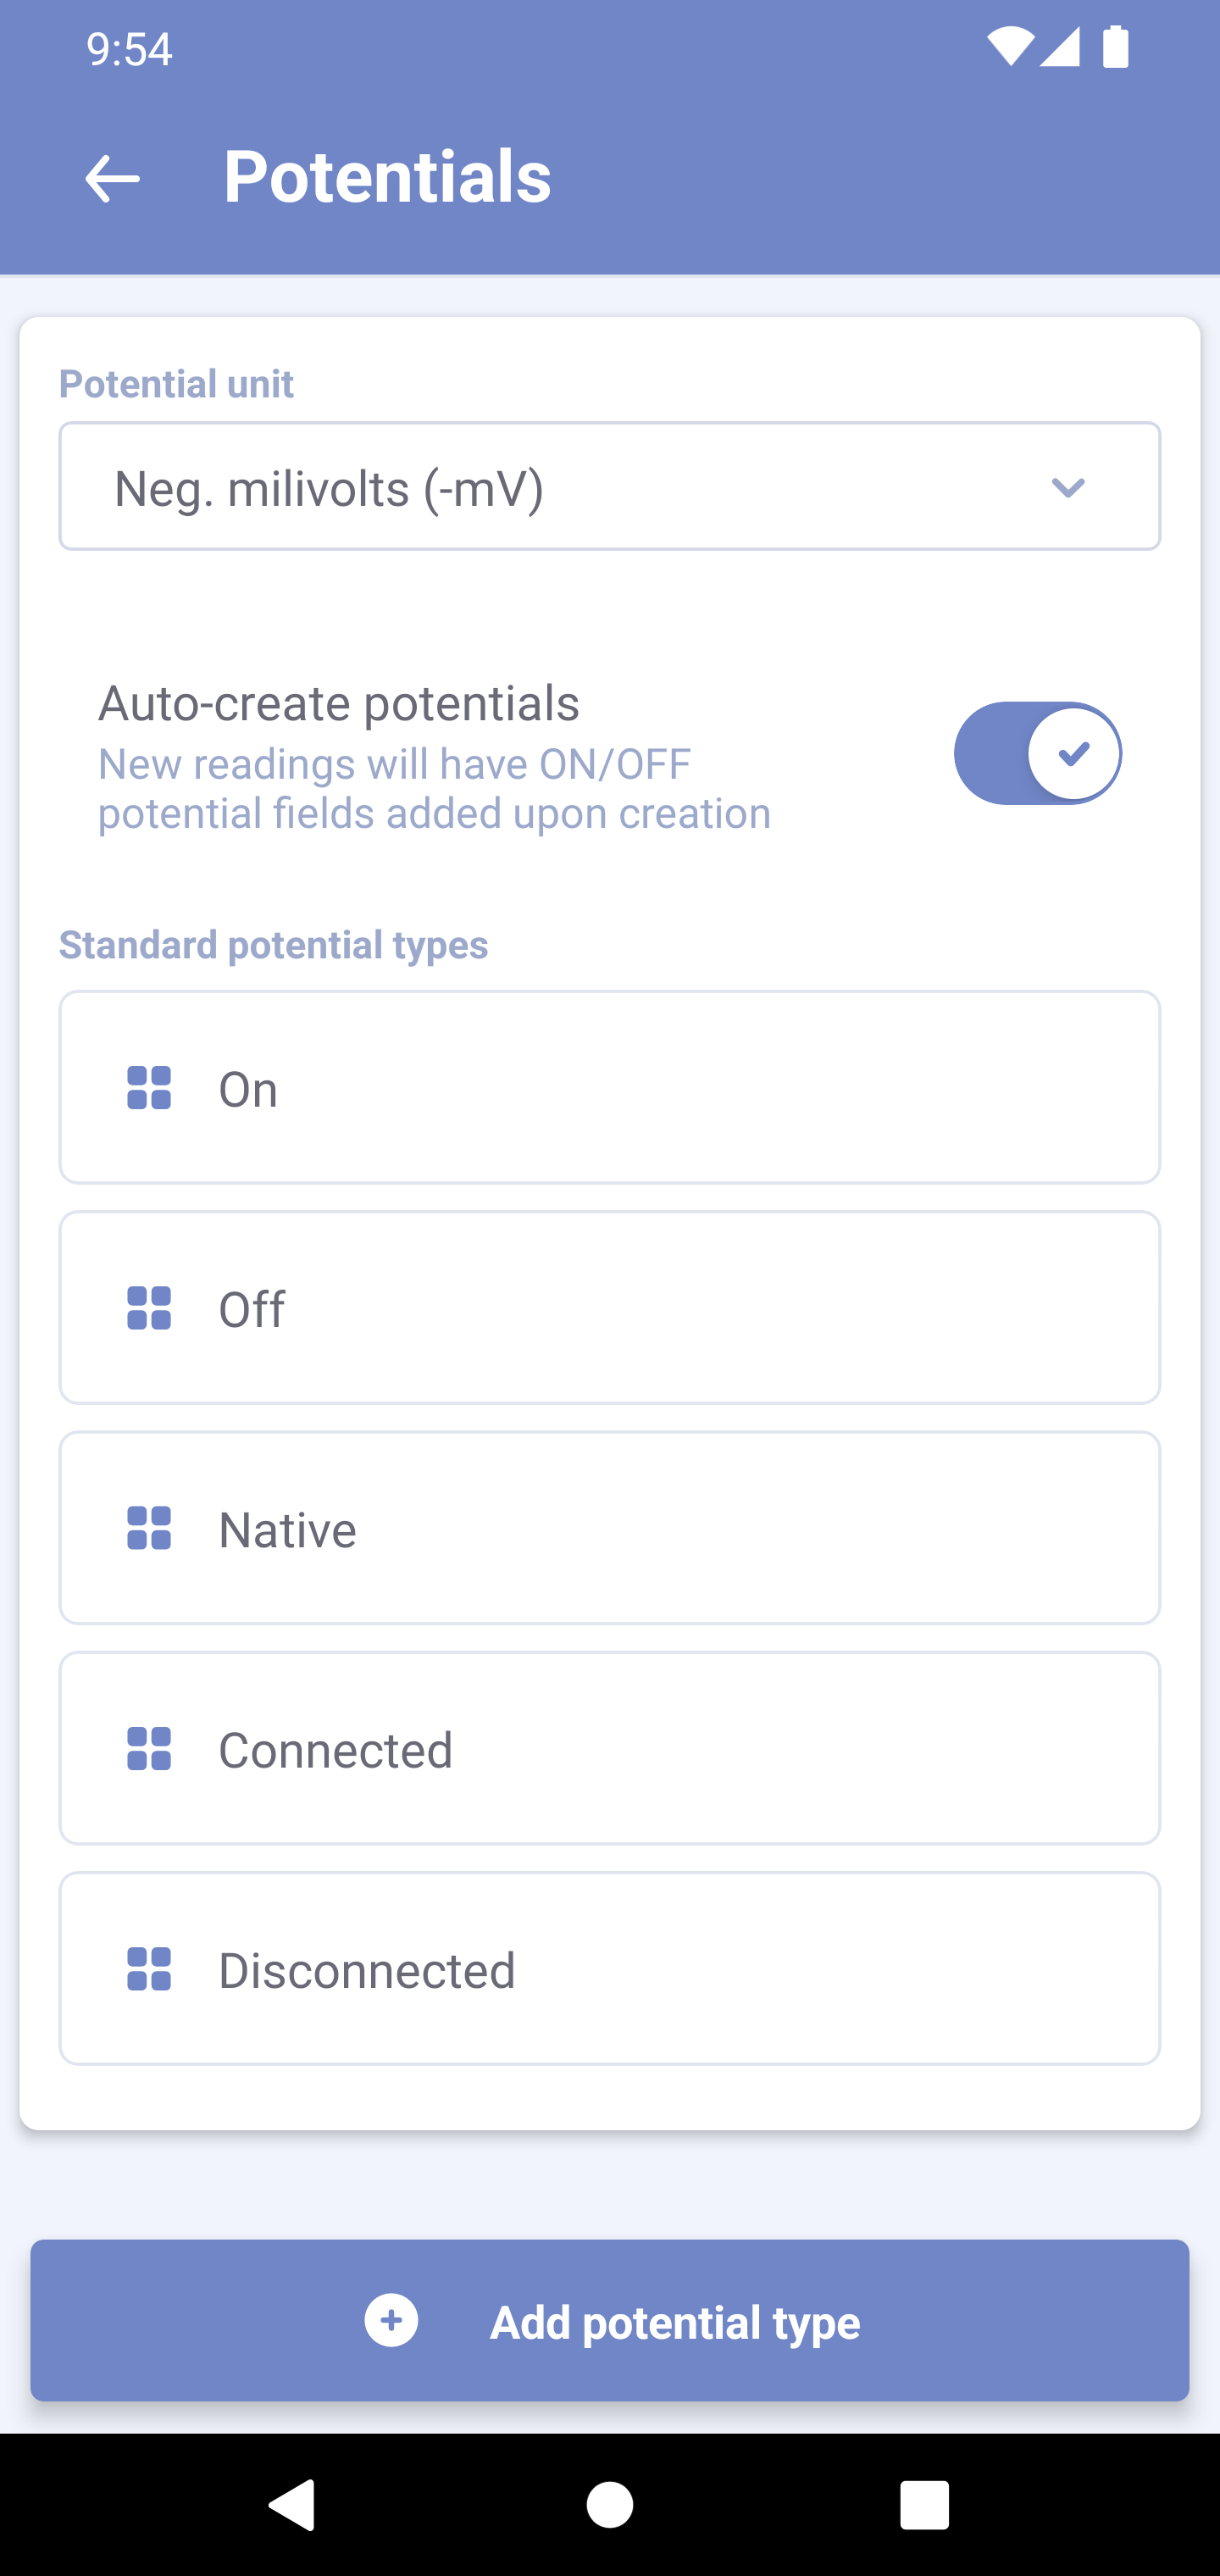 9:54
Potentials
Potential unit
Neg. milivolts (-mV)
Auto-create potentials
New readings will have ON/OFF
potential fields added upon creation
Standard potential types
On
Off
Native
Connected
Disconnected
Add potential type